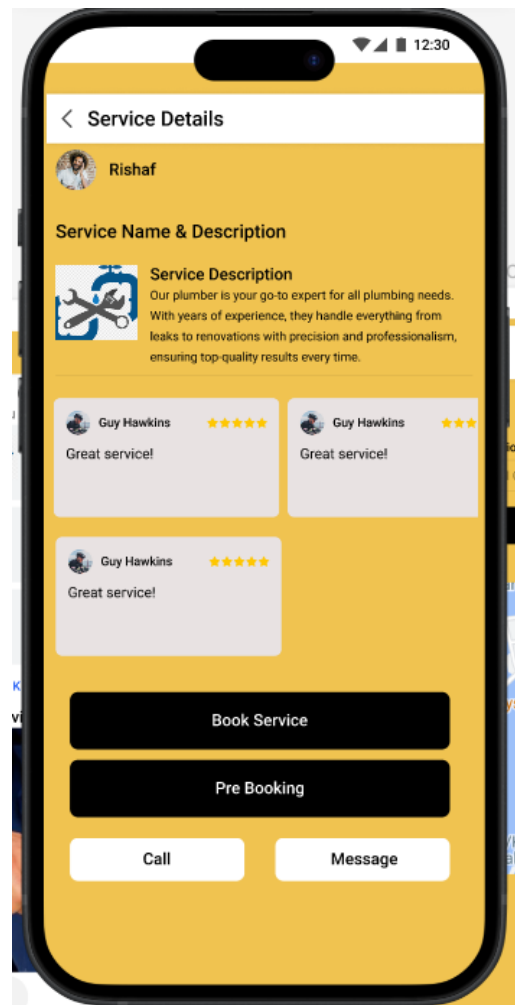 12:30
Service Details
Rishaf
Service Name & Description
Service Description
Our plumber is your go-to expert for all plumbing needs.
With years of experience, they handle everything from
leaks to renovations with precision and professionalism,
ensuring top-quality results every time.
Guy Hawkins
Great service!
Guy Hawkins
Great service!
Guy Hawkins
Great service!
Book Service
Pre Booking
Call
Message